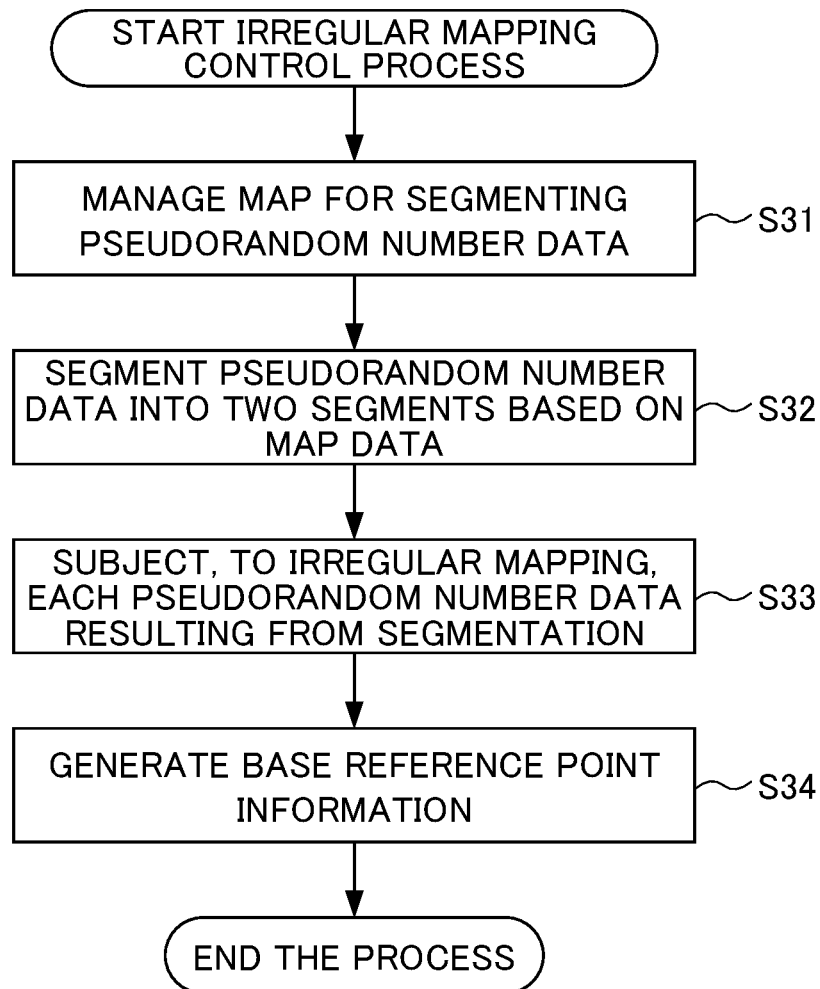 START IRREGULAR MAPPING
CONTROL PROCESS
MANAGE MAP FOR SEGMENTING
PSEUDORANDOM NUMBER DATA
S31
SEGMENT PSEUDORANDOM NUMBER
DATA INTO TWO SEGMENTS BASED ON
MAP DATA
S32
SUBJECT, TO IRREGULAR MAPPING,
EACH PSEUDORANDOM NUMBER DATA
RESULTING FROM SEGMENTATION
S33
GENERATE BASE REFERENCE POINT
INFORMATION
S34
END THE PROCESS